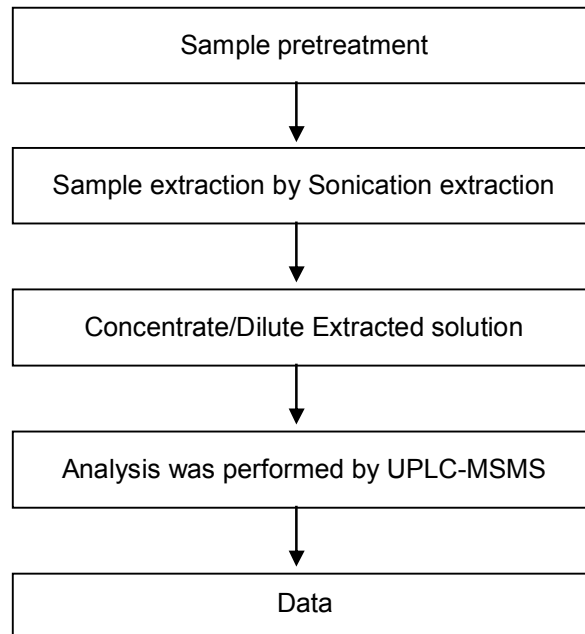 Sample pretreatment
Sample extraction by Sonication extraction
Concentrate/Dilute Extracted solution
Analysis was performed by UPLC-MSMS
Data